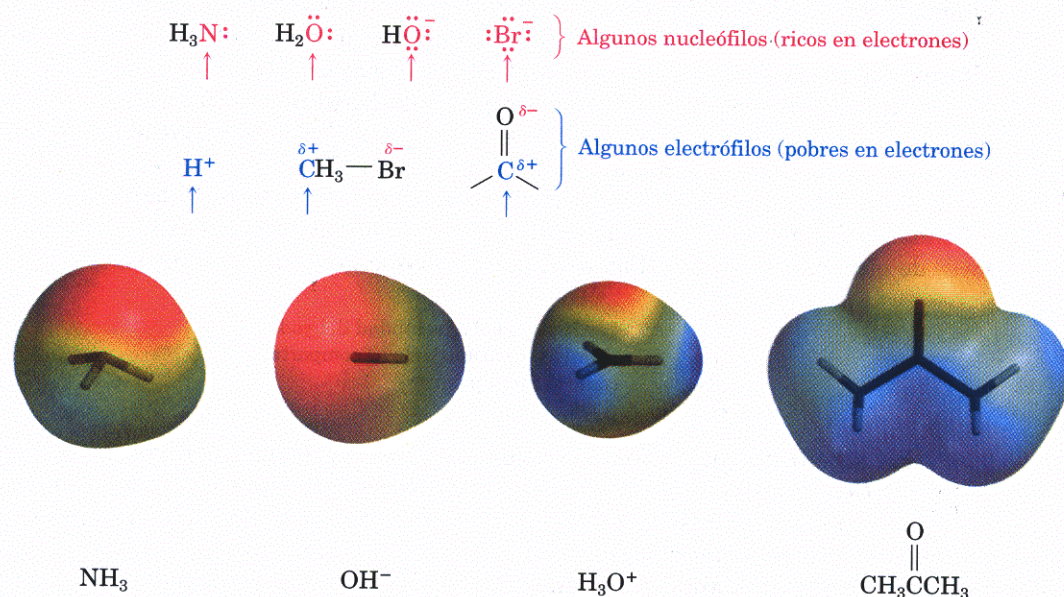 H₃N: H₂Ö: HÖ:⁻ :Br:⁻ Algunos nucleófilos (ricos en electrones)
O δ−
H⁺ δ+ CH₃—Br δ− C δ+ Algunos electrófilos (pobres en electrones)
O
NH₃ OH⁻ H₃O⁺ CH₃CCH₃